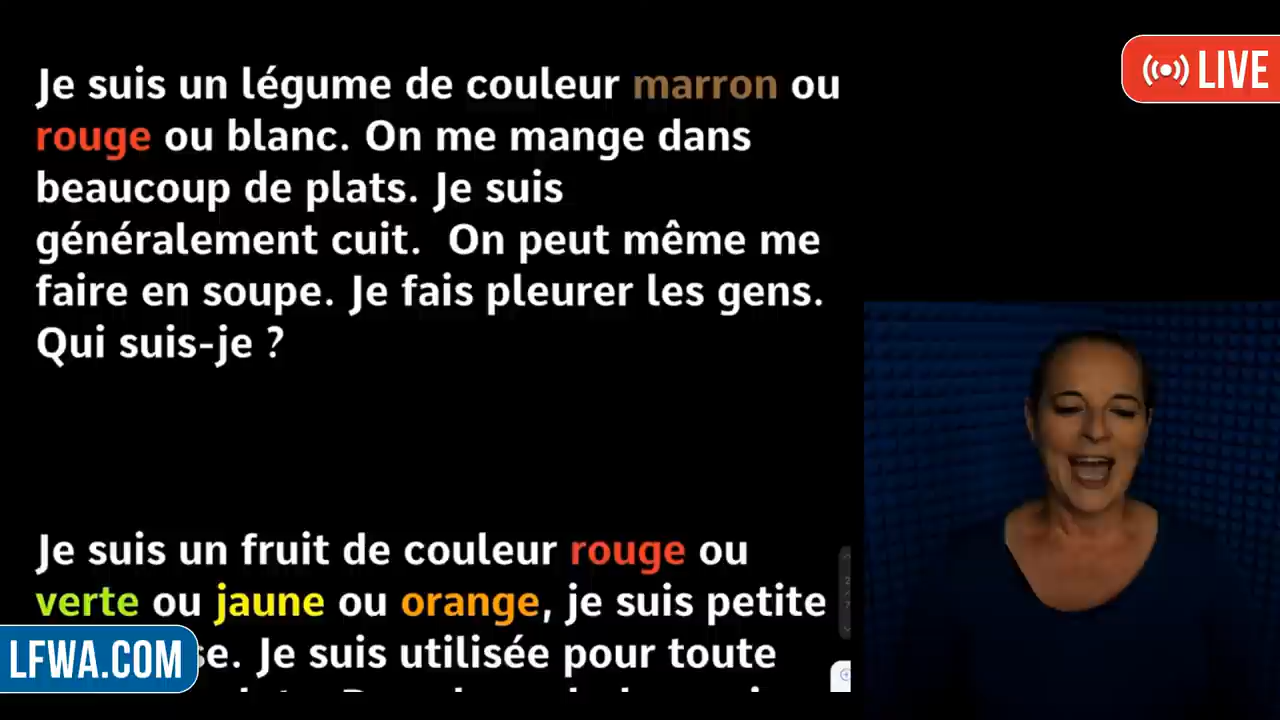 Je suis un légume de couleur marron ou
rouge ou blanc. On me mange dans
beaucoup de plats. Je suis
généralement cuit. On peut même me
faire en soupe. Je fais pleurer les gens.
Qui suis-je ?
Je suis un fruit de couleur rouge ou
verte ou jaune ou orange, je suis petite
se. Je suis utilisée pour toute
LIVE
LFWA.COM